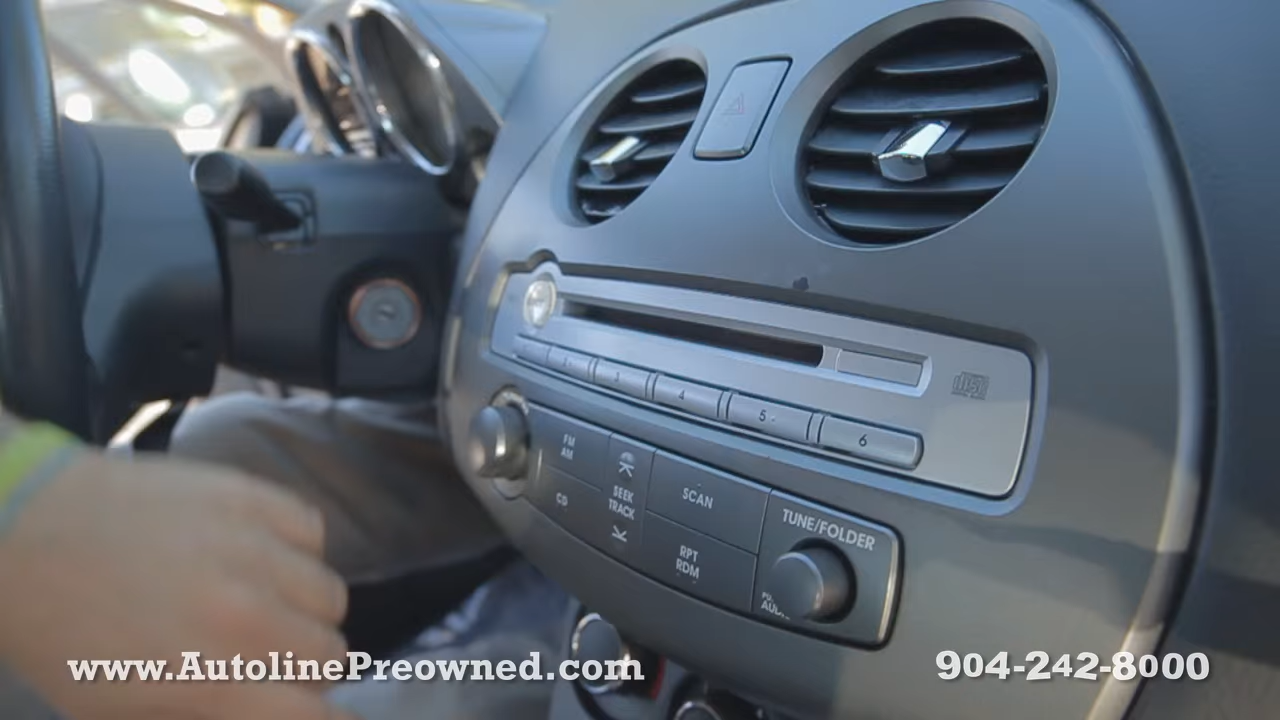 3
4
5
6
FM
AM
CD
SEEK
TRACK
SCAN
RPT
RDM
TUNE/FOLDER
www.AutolinePreowned.com
904-242-8000